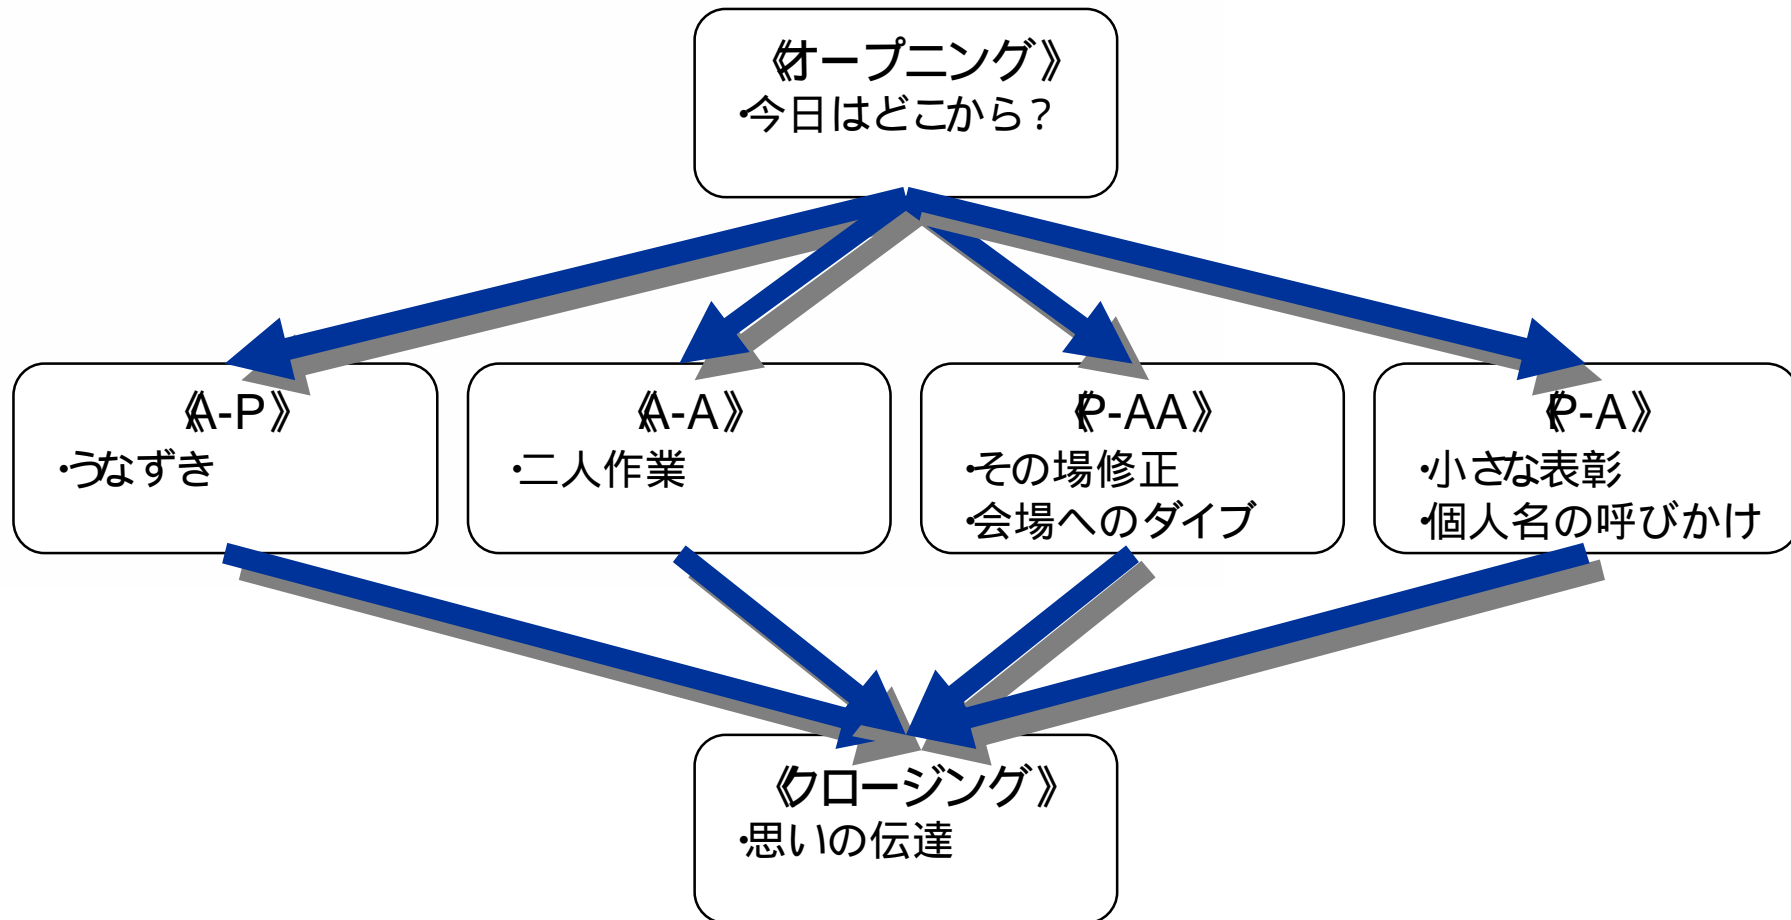 《オープニング》
・今日はどこから？
《A-P》
・うなずき
《A-A》
・二人作業
《P-AA》
・その場修正
・会場へのダイブ
《P-A》
・小さな表彰
・個人名の呼びかけ
《クロージング》
・思いの伝達